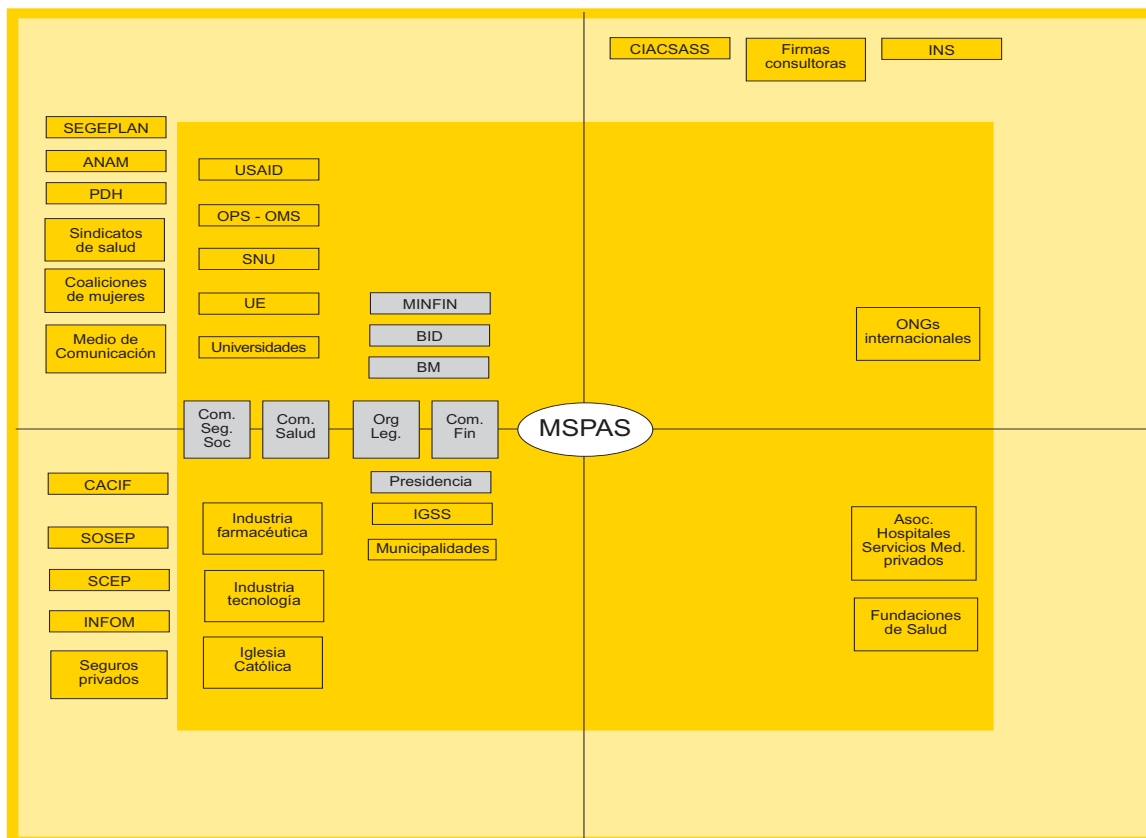 CIACSASS
Firmas
consultoras
INS
SEGEPLAN
ANAM
PDH
Sindicatos
de salud
Coaliciones
de mujeres
Medio de
Comunicación
USAID
OPS - OMS
SNU
UE
Universidades
MINFIN
BID
BM
ONGs
internacionales
Com.
Seg.
Soc
Com.
Salud
Org
Leg.
Com.
Fin
MSPAS
CACIF
SOSEP
SCEP
INFOM
Seguros
privados
Industria
farmacéutica
Industria
tecnología
Iglesia
Católica
Presidencia
IGSS
Municipalidades
Asoc.
Hospitales
Servicios Med.
privados
Fundaciones
de Salud